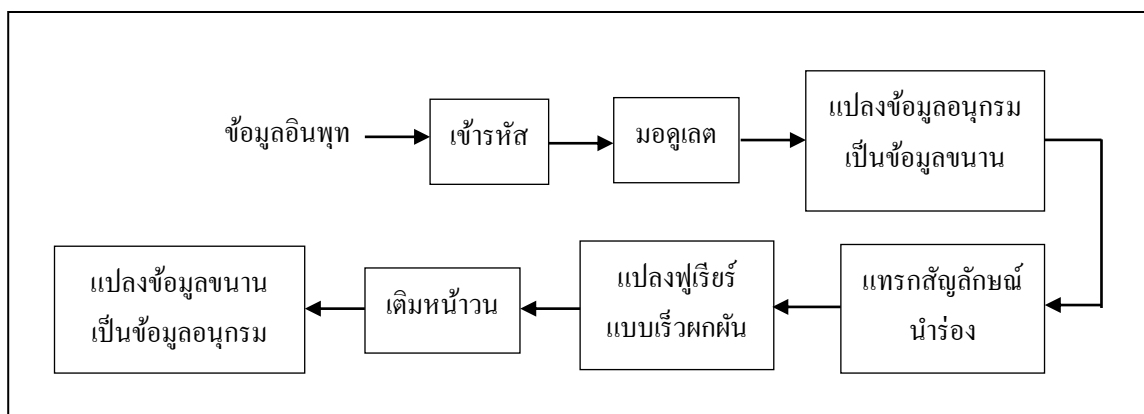 ข้อมูลอินพุท
เข้ารหัส
มอดูเลต
แปลงข้อมูลอนุกรม
เป็นข้อมูลขนาน
แทรกสัญลักษณ์
นำร่อง
แปลงฟูเรียร์
แบบเร็วผกผัน
เติมหน้าวน
แปลงข้อมูลขนาน
เป็นข้อมูลอนุกรม